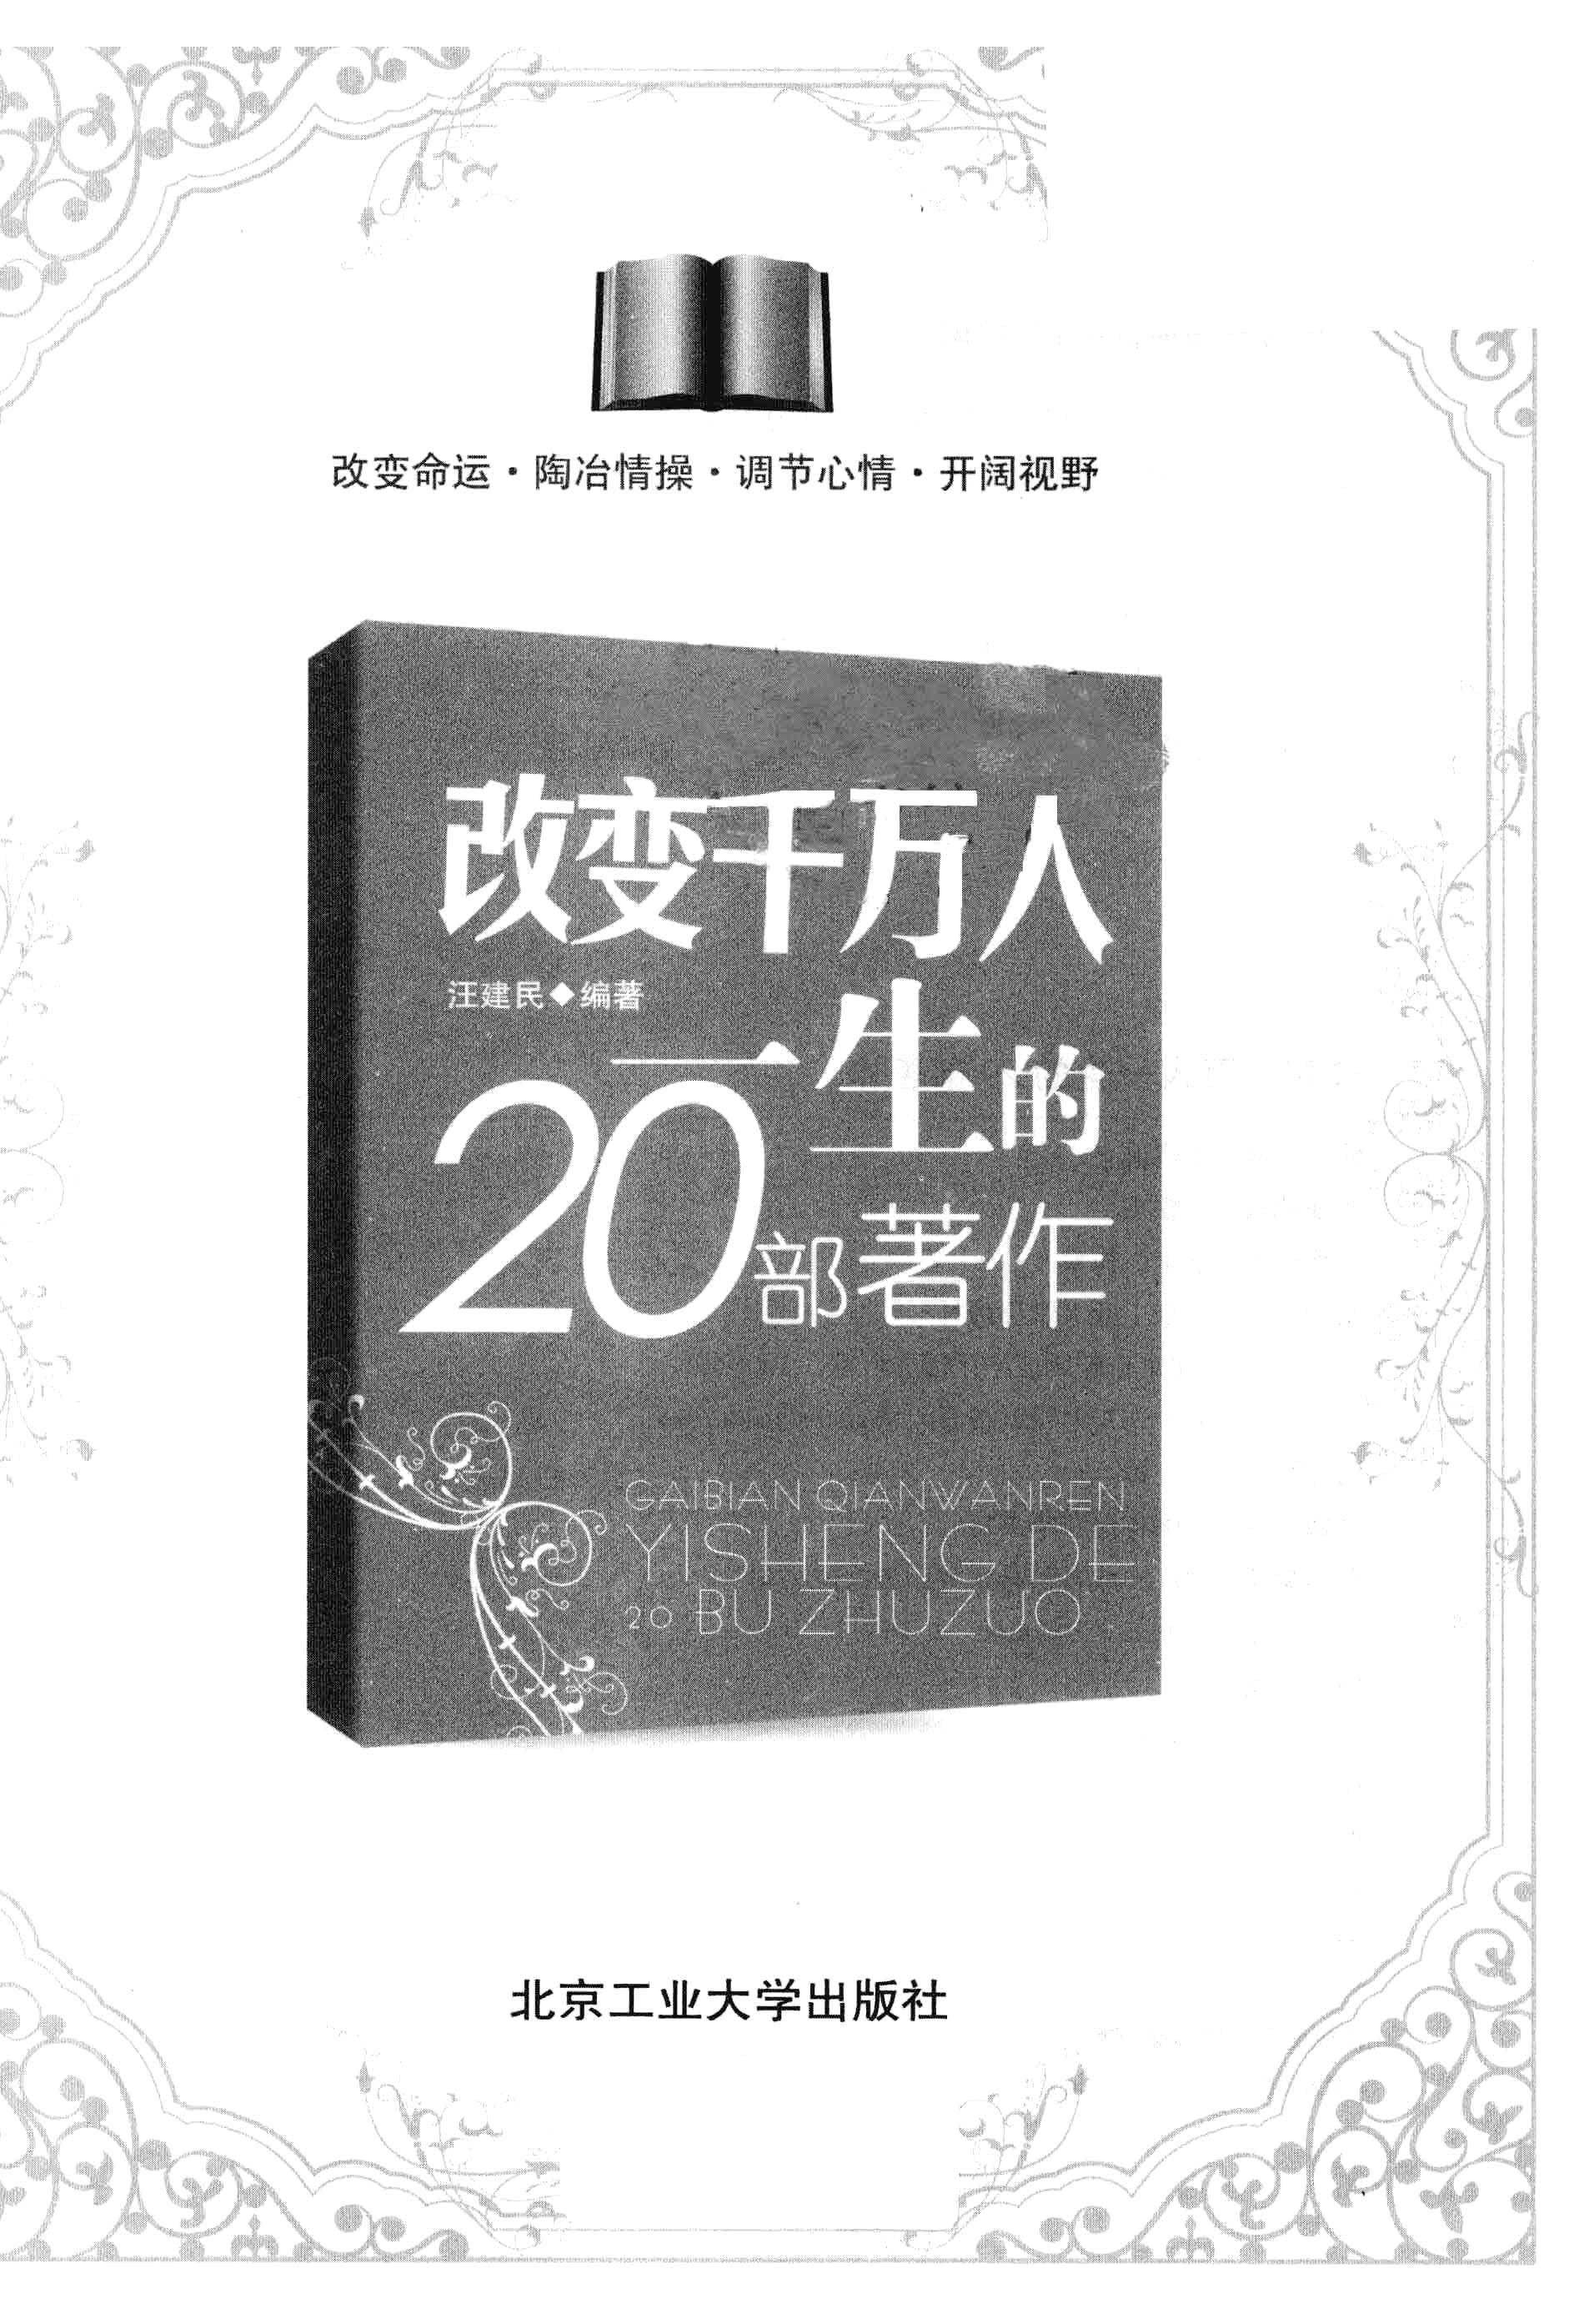 改变命运·陶冶情操·调节心情·开阔视野
改变千万人
汪建民◆编著
一生的
20部著作
GAIBIAN QIANWANREN
YISHENG DE
20 BU ZHUZUO
北京工业大学出版社